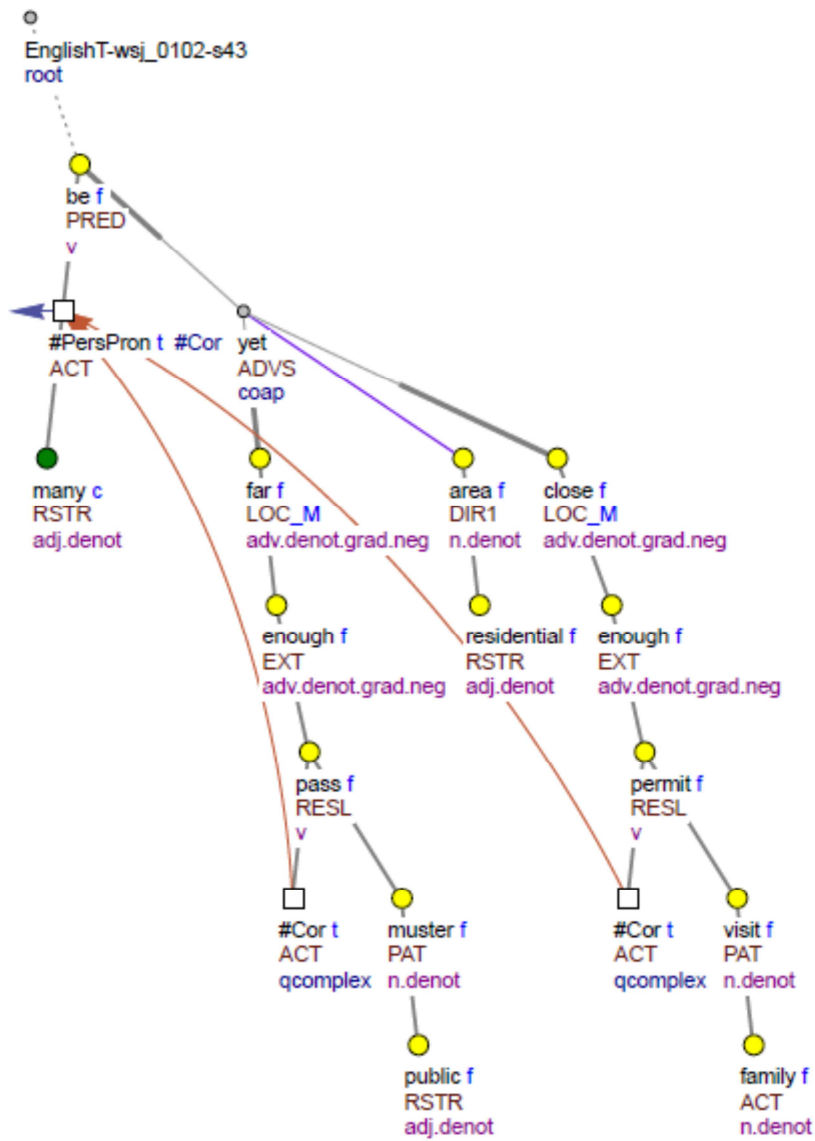 EnglishT-wsj_0102-s43
root
be f
PRED
v
#PersPron t #Cor
ACT
yet
ADVS
coap
many c
RSTR
adj.denot
far f
LOC_M
adv.denot.grad.neg
area f
DIR1
n.denot
close f
LOC_M
adv.denot.grad.neg
enough f
EXT
adv.denot.grad.neg
residential f
RSTR
adj.denot
enough f
EXT
adv.denot.grad.neg
pass f
RESL
v
permit f
RESL
v
#Cor t
ACT
qcomplex
muster f
PAT
n.denot
#Cor t
ACT
qcomplex
visit f
PAT
n.denot
public f
RSTR
adj.denot
family f
ACT
n.denot